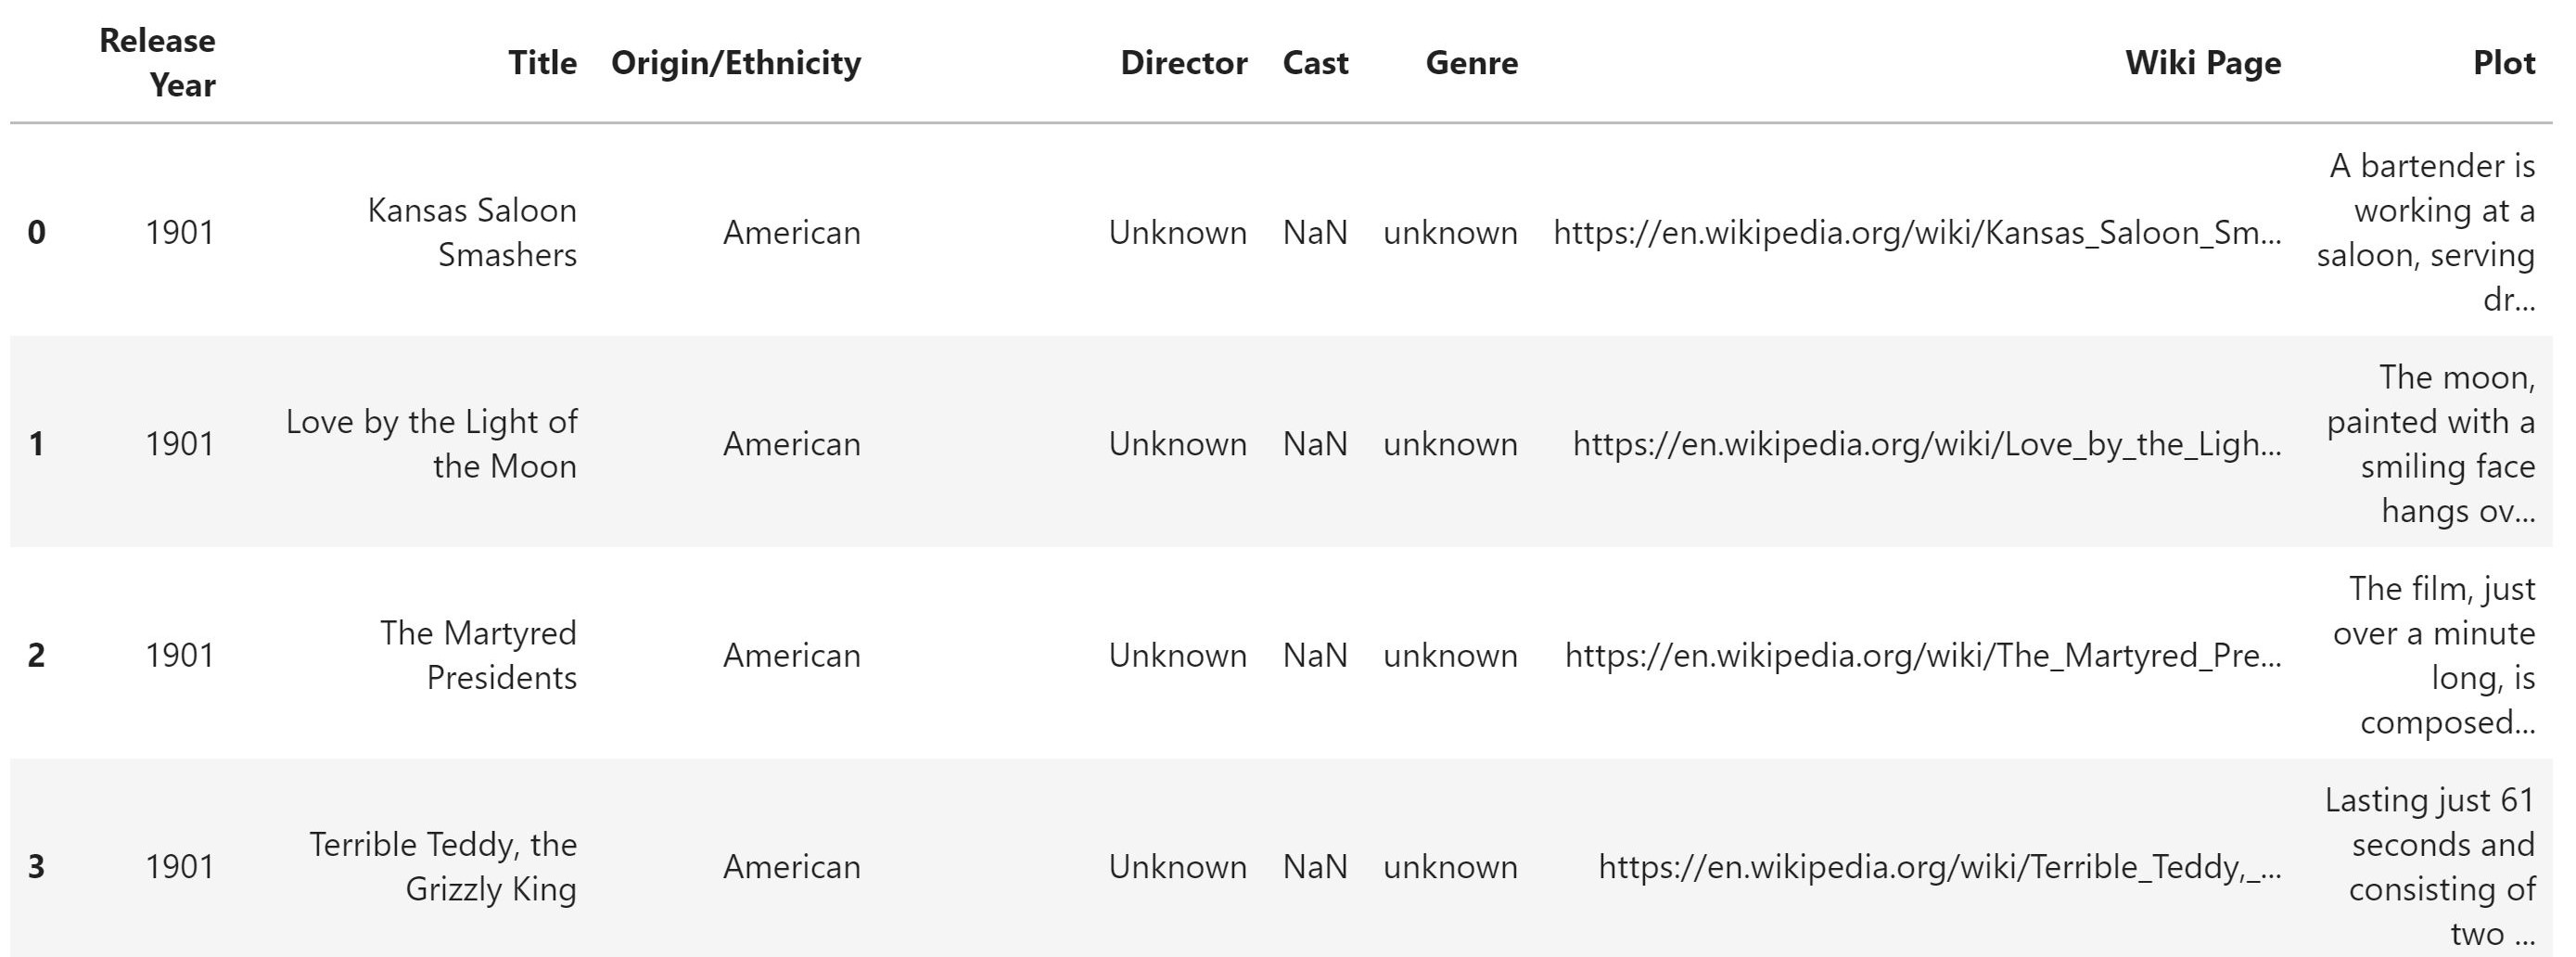 Release Year Title Origin/Ethnicity Director Cast Genre Wiki Page Plot
0 1901 Kansas Saloon Smashers American Unknown NaN unknown https://en.wikipedia.org/wiki/Kansas_Saloon_Sm... A bartender is working at a saloon, serving dr...
1 1901 Love by the Light of the Moon American Unknown NaN unknown https://en.wikipedia.org/wiki/Love_by_the_Ligh... The moon, painted with a smiling face hangs ov...
2 1901 The Martyred Presidents American Unknown NaN unknown https://en.wikipedia.org/wiki/The_Martyred_Pre... The film, just over a minute long, is composed...
3 1901 Terrible Teddy, the Grizzly King American Unknown NaN unknown https://en.wikipedia.org/wiki/Terrible_Teddy,_... Lasting just 61 seconds and consisting of two ...